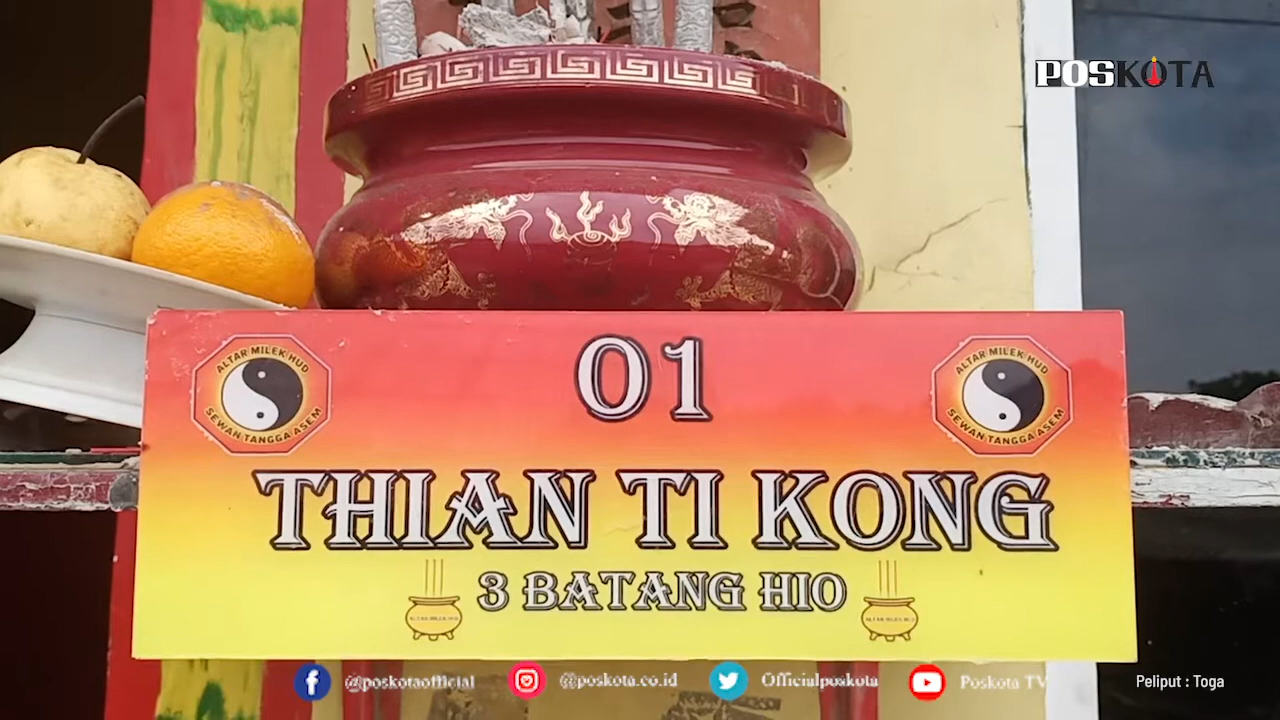 POSKOTA
01
ALTAR MILEK HUD
SEWAN TANGGA ASEM
ALTAR MILEK HUD
SEWAN TANGGA ASEM
THIAN TI KONG
3 BATANG HIO
@poskotaofficial
@poskota.co.id
Officialposkota
Poskota TV
Peliput : Toga